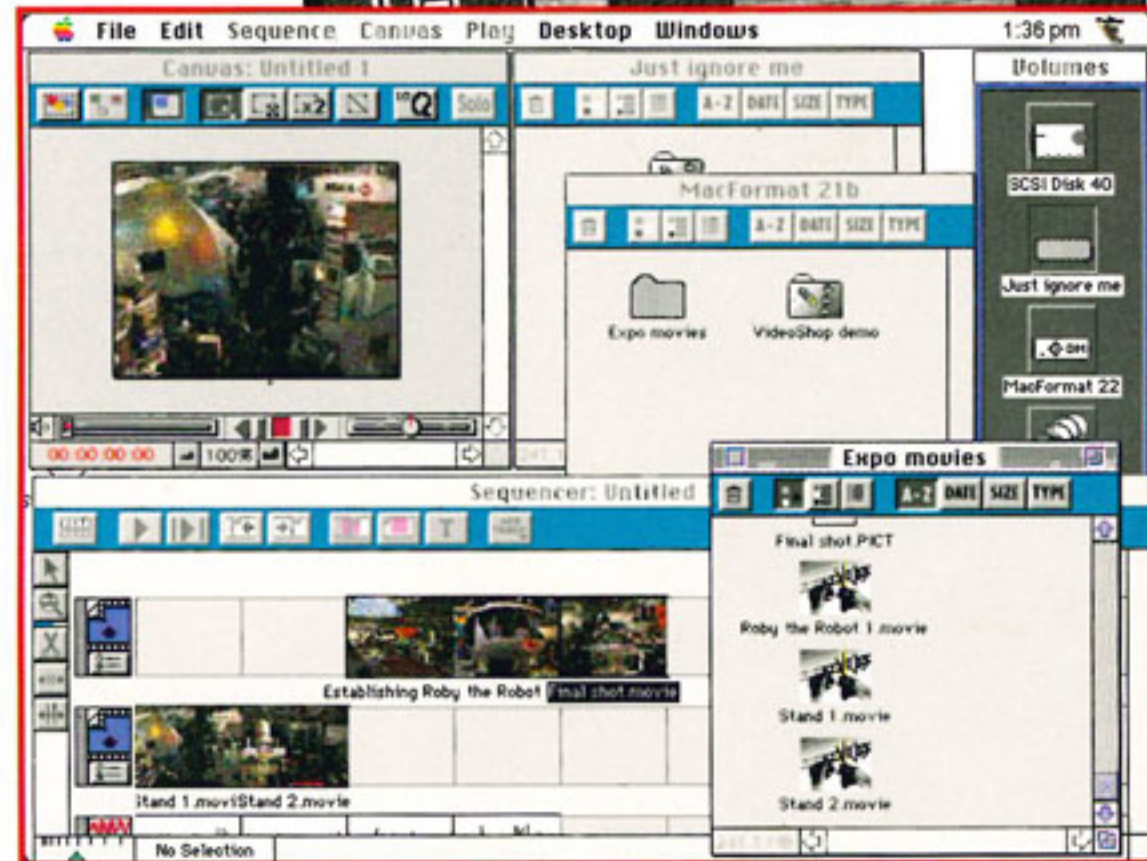 File Edit Sequence Canvas Play Desktop Windows 1:36 pm
Canvas: Untitled 1
x2 Q Solo
00:00:00:00 100%
Just ignore me
A-Z DATE SIZE TYPE
MacFormat 21b
A-Z DATE SIZE TYPE
Expo movies VideoShop demo
Volumes
SCSI Disk 40
Just ignore me
MacFormat 22
Sequencer: Untitled
T
Establishing Roby the Robot Final shot.movie
Stand 1.movi Stand 2.movie
No Selection
Expo movies
A-Z DATE SIZE TYPE
Final shot.PICT
Roby the Robot 1.movie
Stand 1.movie
Stand 2.movie